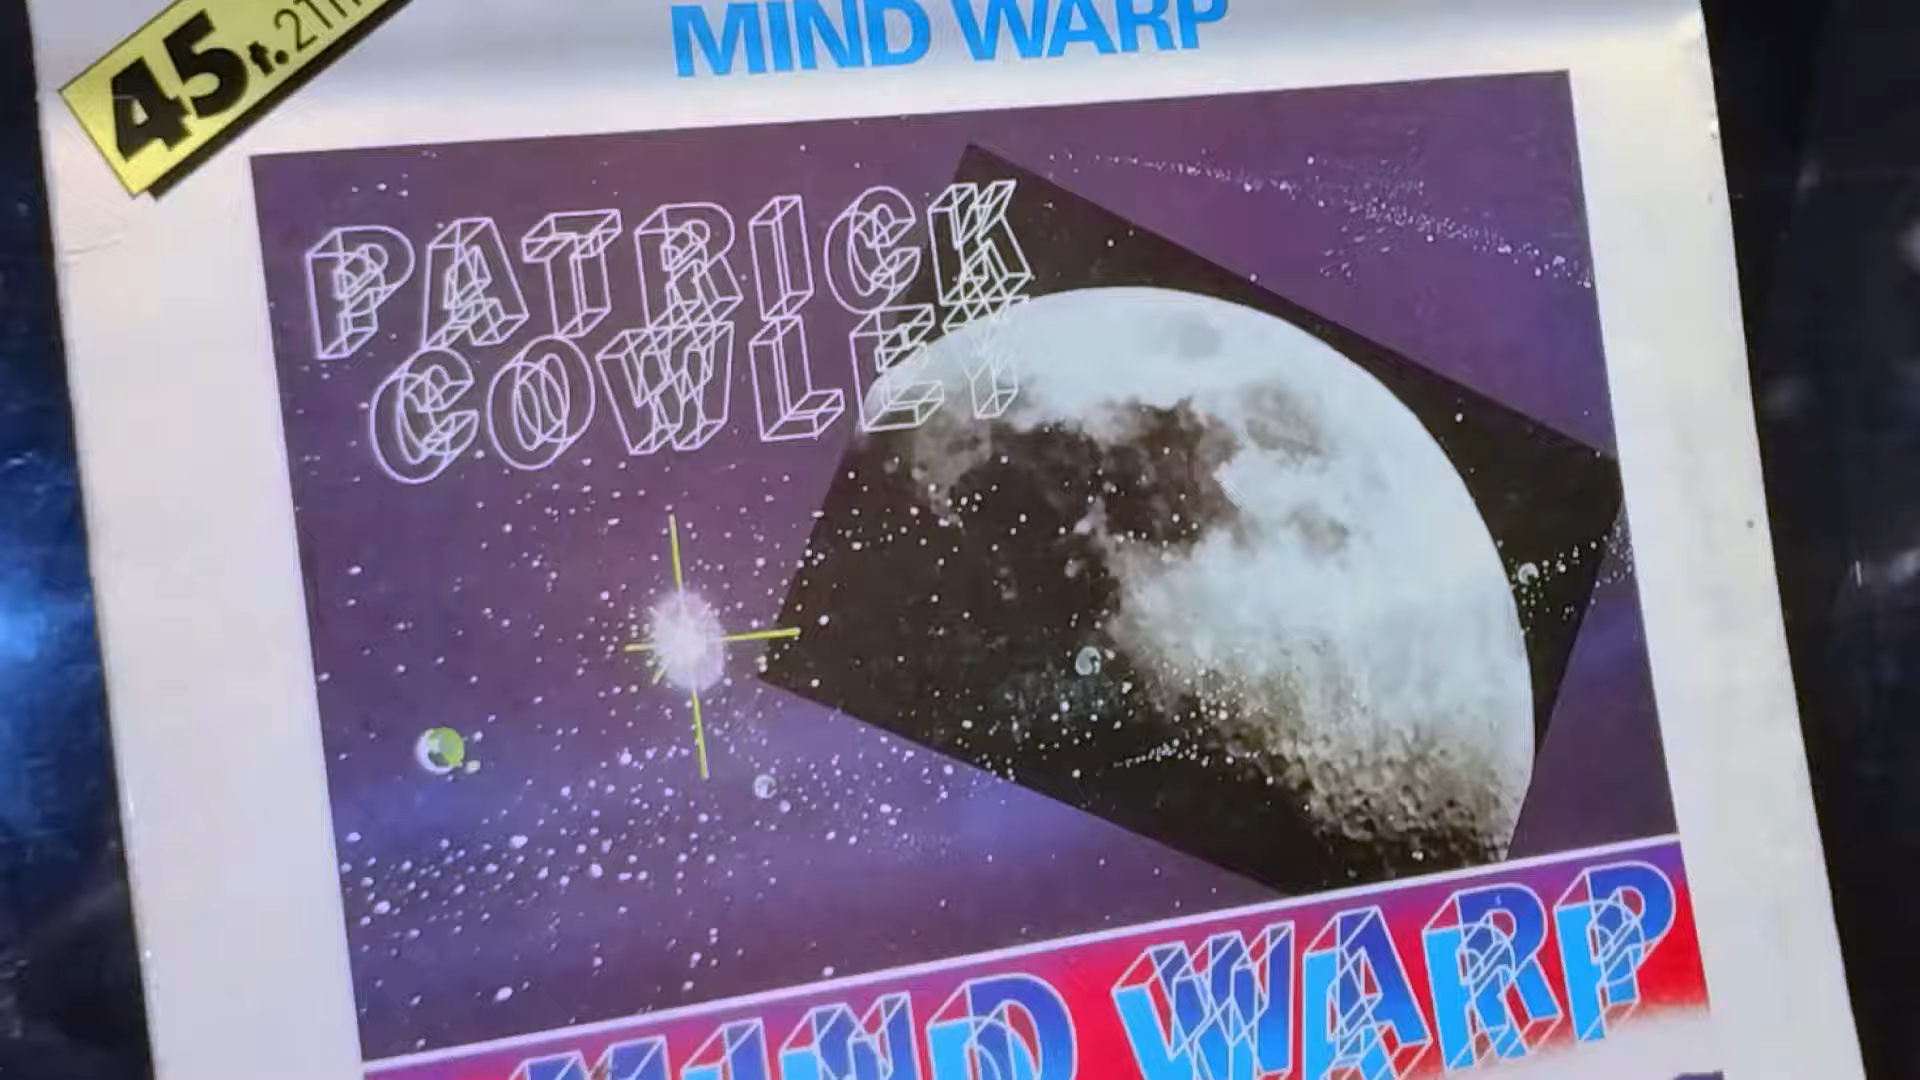 MIND WARP
45 t.
PATRICK
COWLEY
MIND WARP